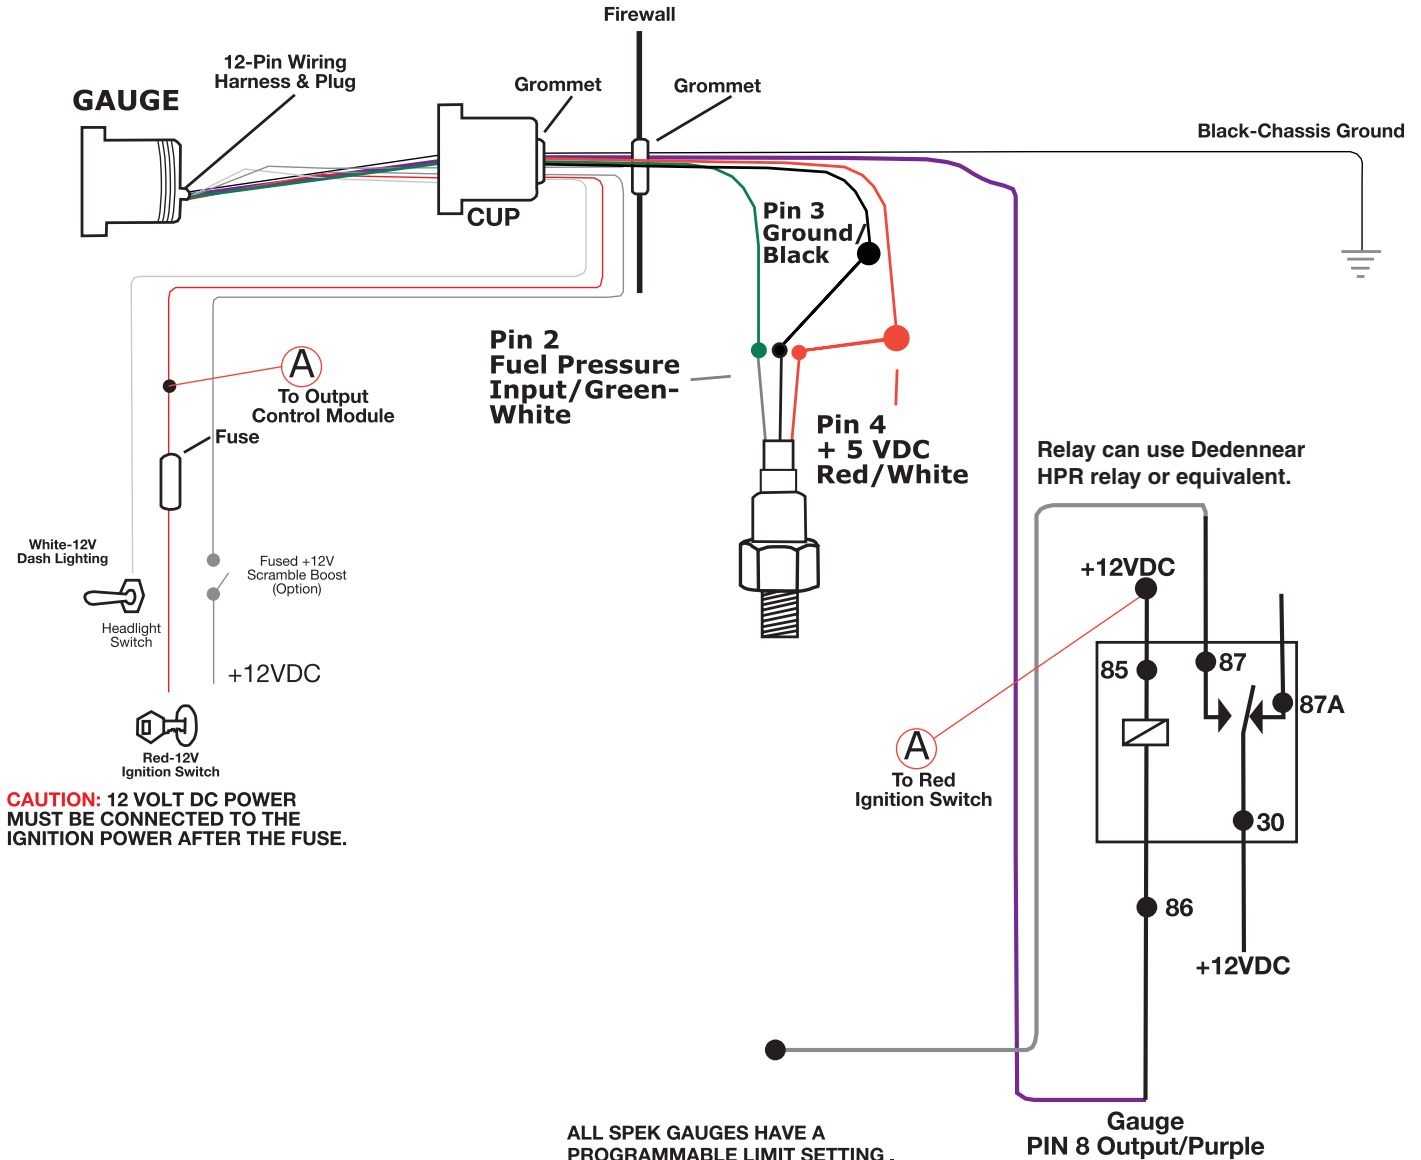 Firewall
12-Pin Wiring
Harness & Plug
Grommet
Grommet
GAUGE
Black-Chassis Ground
CUP
Pin 3
Ground/
Black
Pin 2
Fuel Pressure
Input/Green-
White
A
To Output
Control Module
Fuse
Pin 4
+ 5 VDC
Red/White
Relay can use Dedennear
HPR relay or equivalent.
White-12V
Dash Lighting
Fused +12V
Scramble Boost
(Option)
+12VDC
Headlight
Switch
+12VDC
85
87
87A
A
To Red
Ignition Switch
Red-12V
Ignition Switch
CAUTION: 12 VOLT DC POWER
MUST BE CONNECTED TO THE
IGNITION POWER AFTER THE FUSE.
30
86
+12VDC
Gauge
PIN 8 Output/Purple
ALL SPEK GAUGES HAVE A
PROGRAMMABLE LIMIT SETTING .